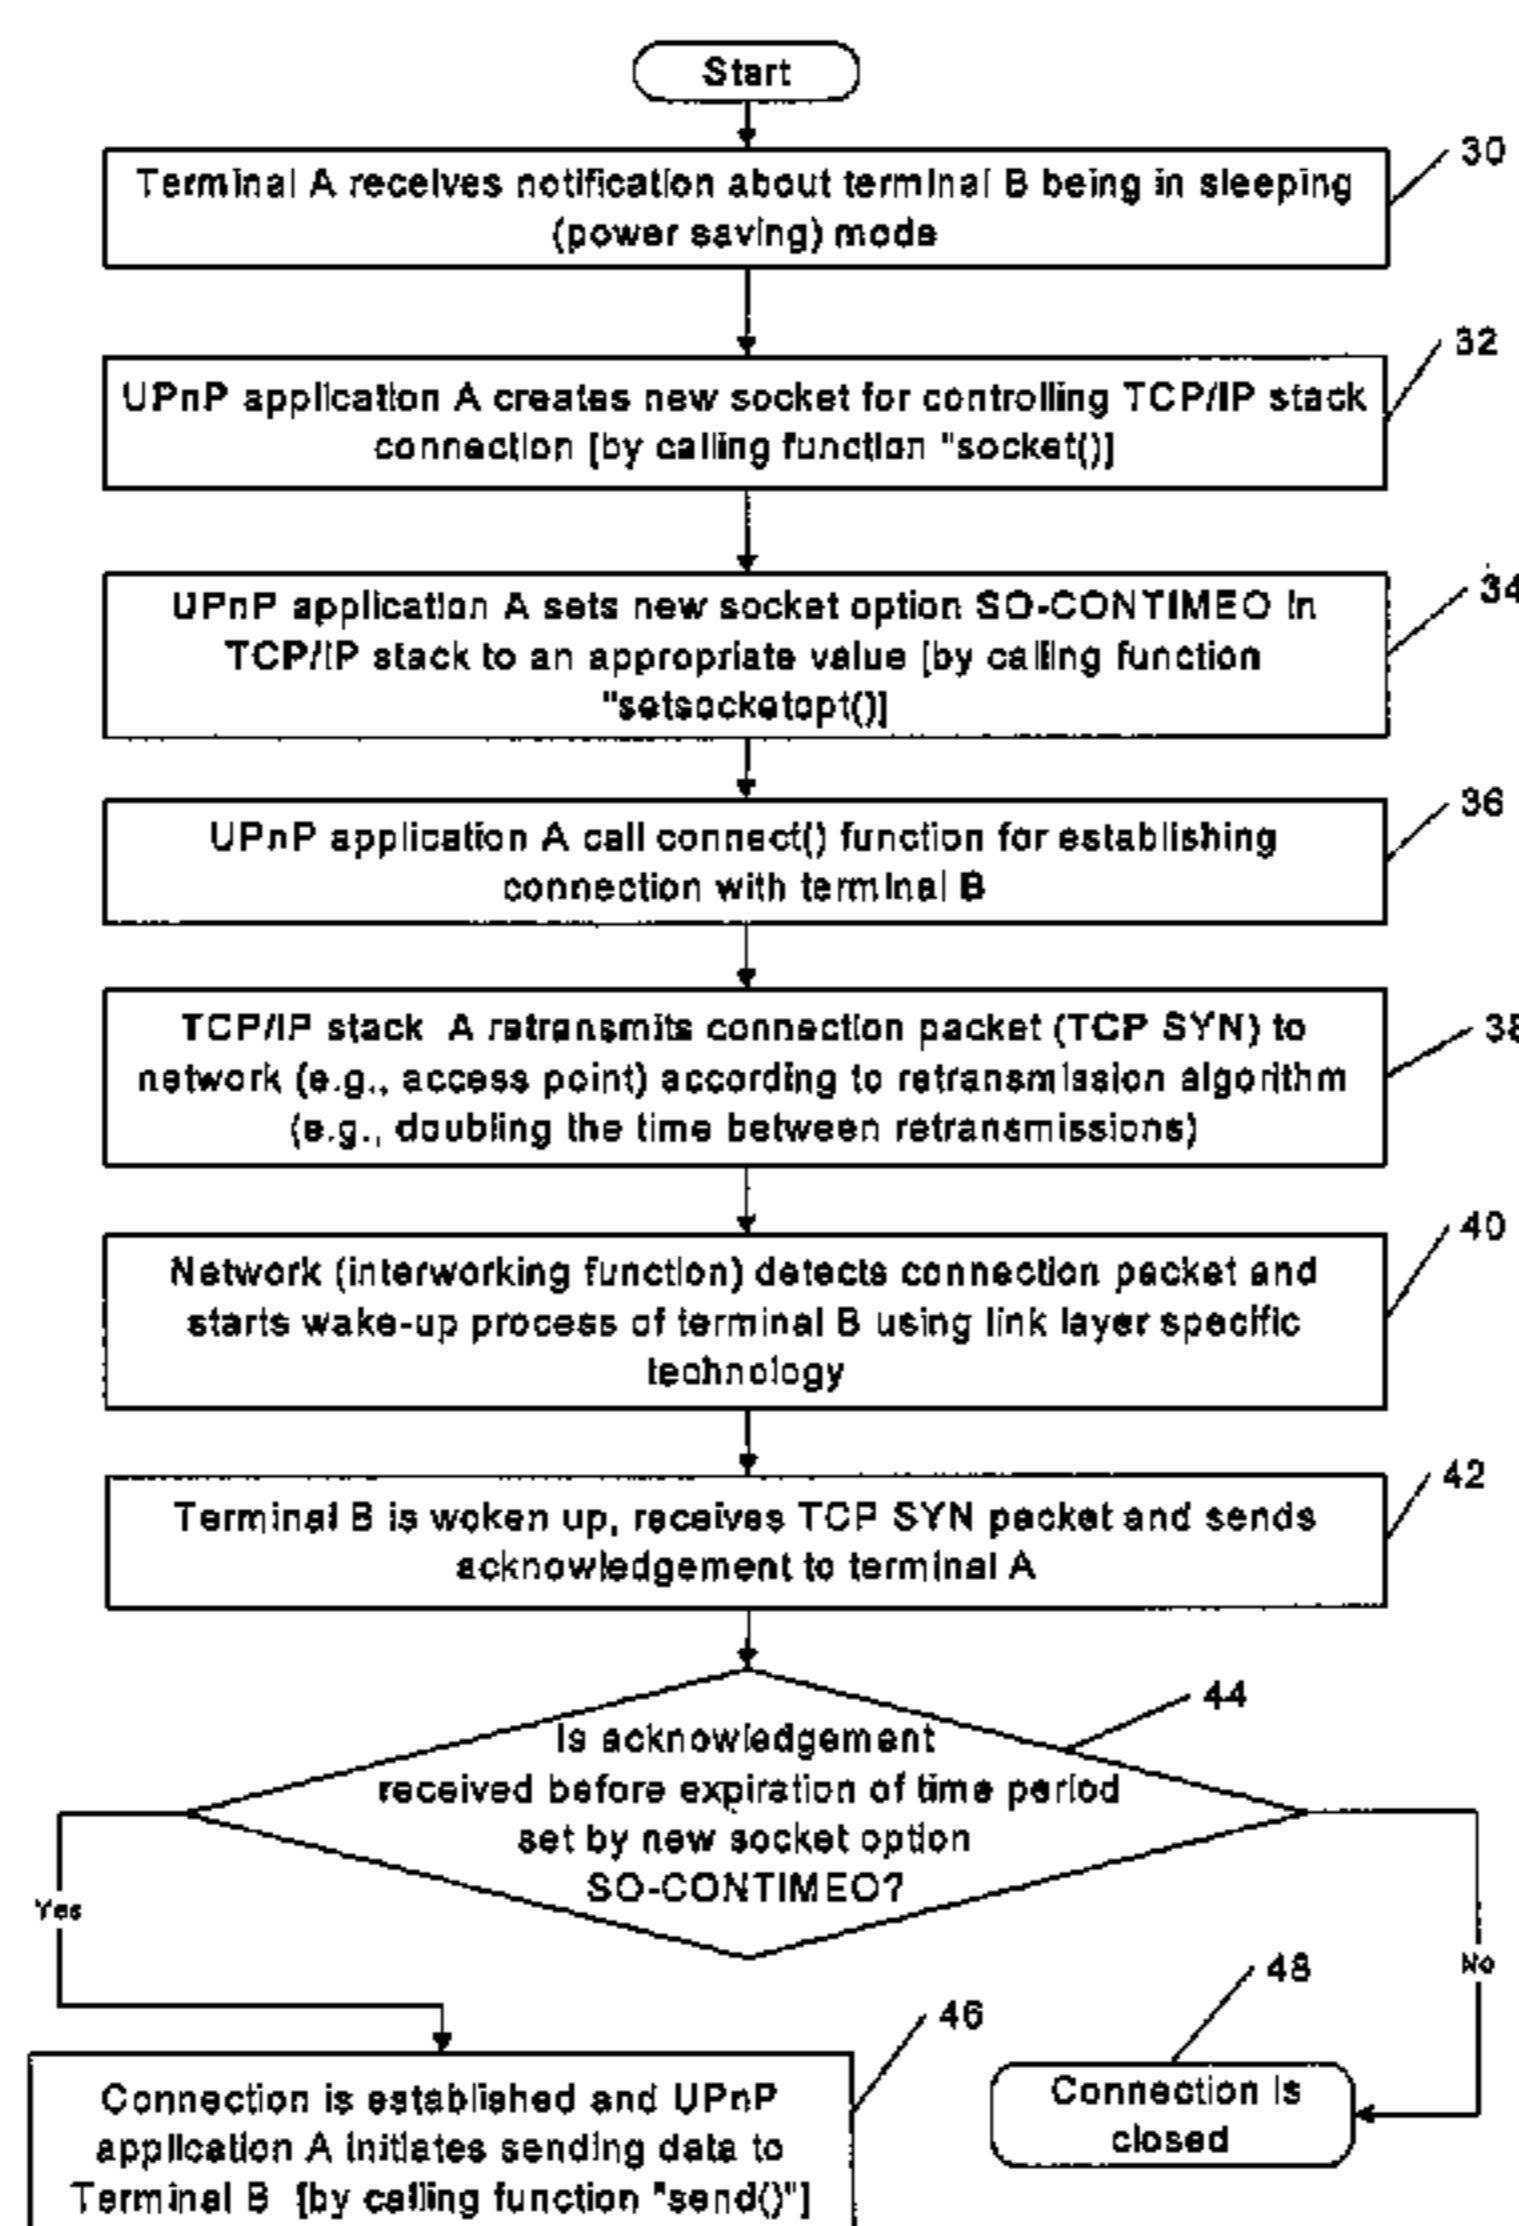 Start
30
Terminal A receives notification about terminal B being in sleeping
(power saving) mode
32
UPnP application A creates new socket for controlling TCP/IP stack
connection [by calling function "socket()]
34
UPnP application A sets new socket option SO-CONTIMEO in
TCP/IP stack to an appropriate value [by calling function
"setsocketopt()]
36
UPnP application A call connect() function for establishing
connection with terminal B
38
TCP/IP stack A retransmits connection packet (TCP SYN) to
network (e.g., access point) according to retransmission algorithm
(e.g., doubling the time between retransmissions)
40
Network (interworking function) detects connection packet and
starts wake-up process of terminal B using link layer specific
technology
42
Terminal B is woken up, receives TCP SYN packet and sends
acknowledgement to terminal A
44
Is acknowledgement
received before expiration of time period
set by new socket option
SO-CONTIMEO?
Yes
No
46
48
Connection is established and UPnP
application A initiates sending data to
Terminal B [by calling function "send()"]
Connection is
closed